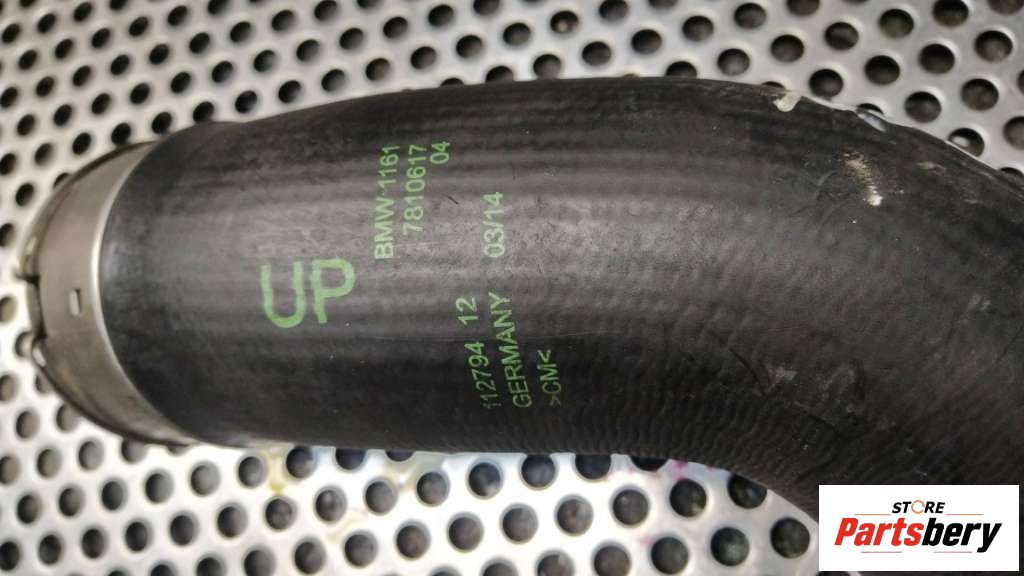 UP
BMW-1161
7810617
04
112794 12 03/14
GERMANY
>CM<
STORE
Partsbery